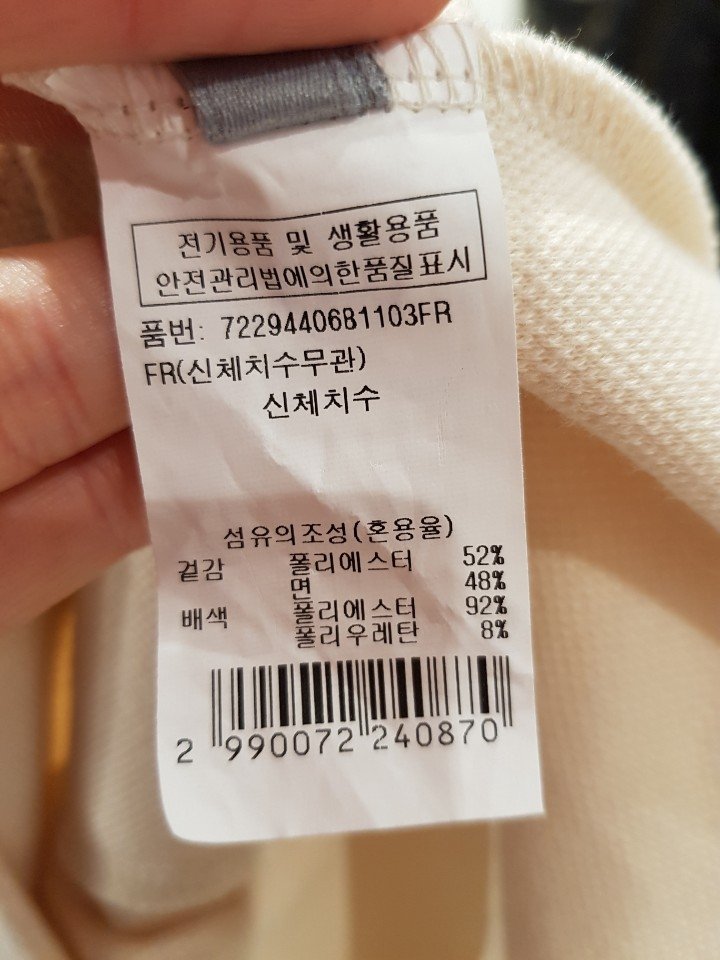 전기용품 및 생활용품
안전관리법에의한품질표시
품번: 7229440681103FR
FR(신체치수무관)
신체치수
섬유의조성(혼용율)
겉감 폴리에스터 52%
면 48%
배색 폴리에스터 92%
폴리우레탄 8%
2 990072 240870